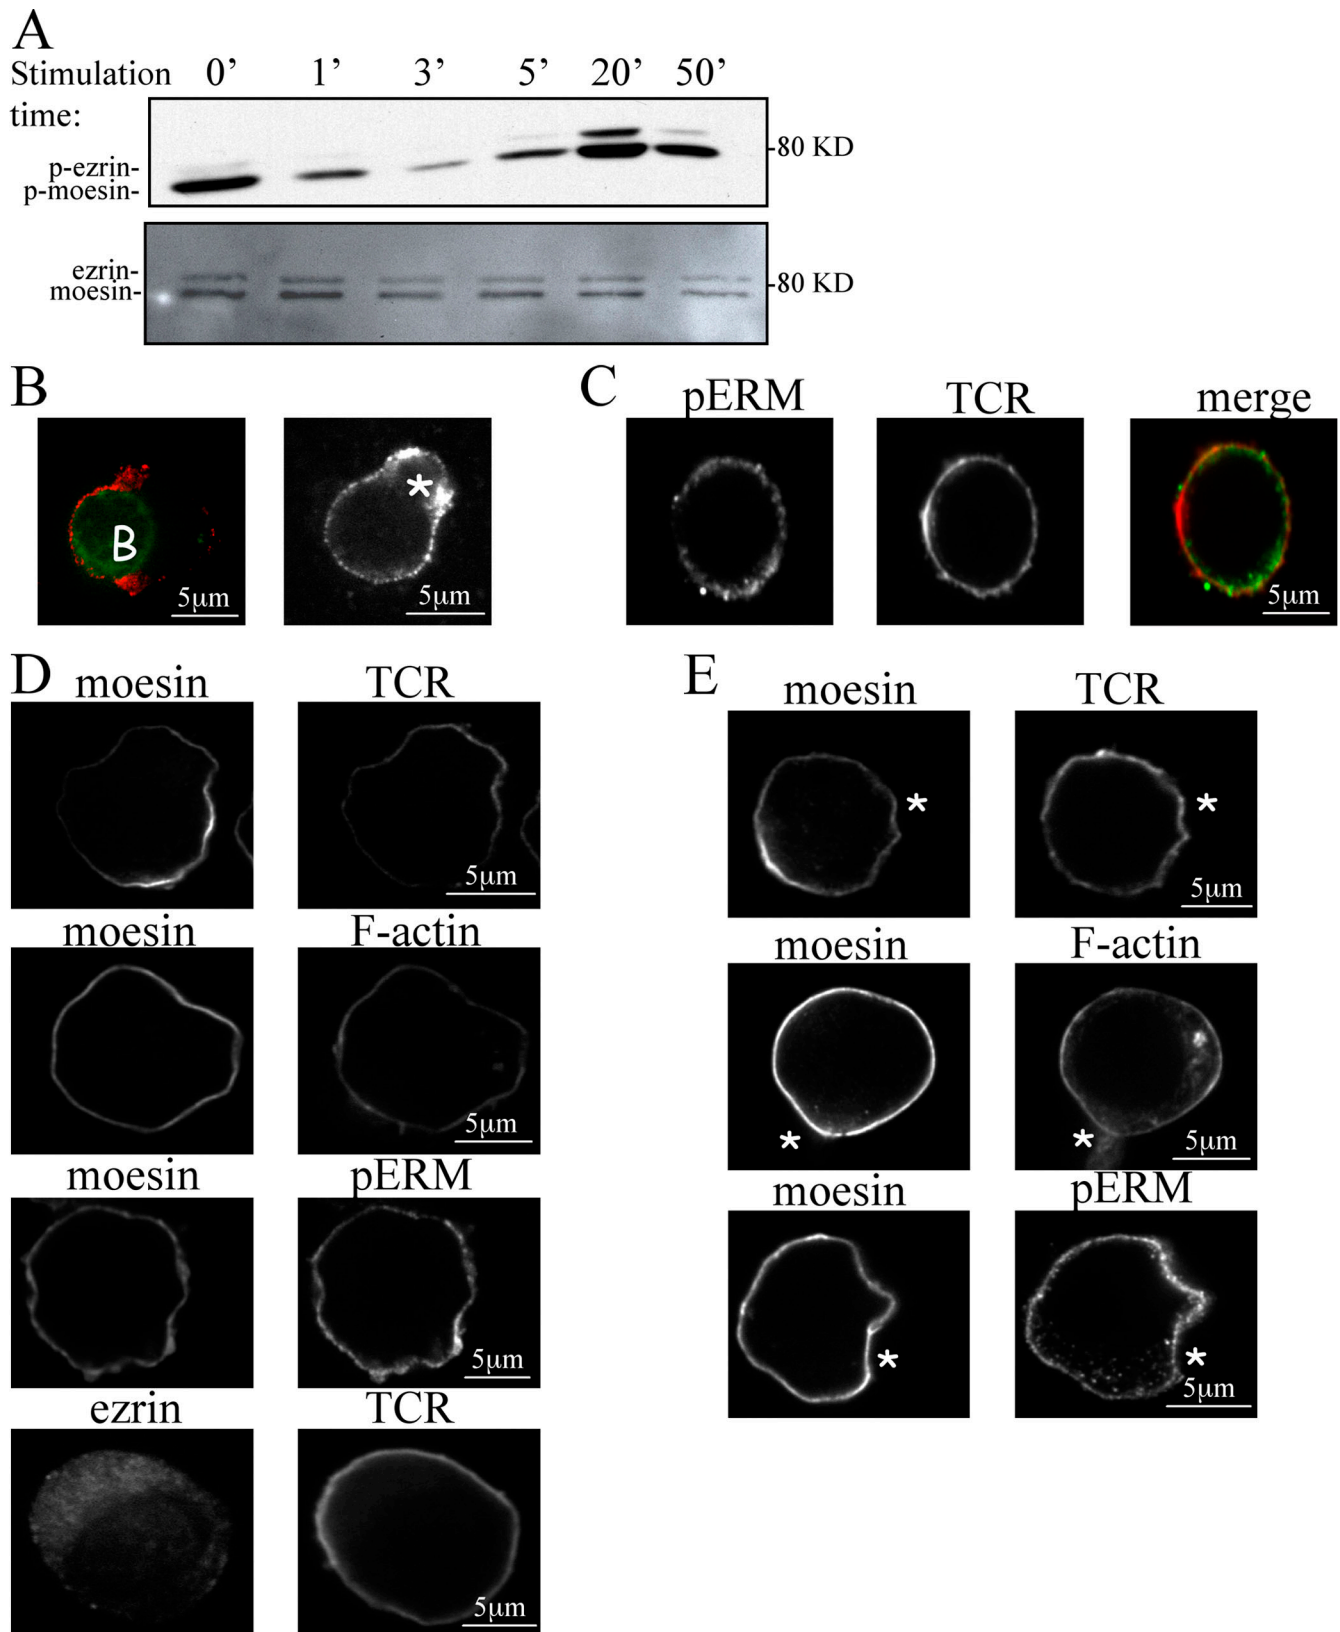 A
Stimulation 0’ 1’ 3’ 5’ 20’ 50’
time:
p-ezrin-
p-moesin-
-80 KD
ezrin-
moesin-
-80 KD
B
B
5μm
*
5μm
C
pERM TCR merge
5μm
D
moesin TCR
5μm
moesin F-actin
5μm
moesin pERM
5μm
ezrin TCR
5μm
E
moesin TCR
* *
5μm
moesin F-actin
* *
5μm
moesin pERM
* *
5μm